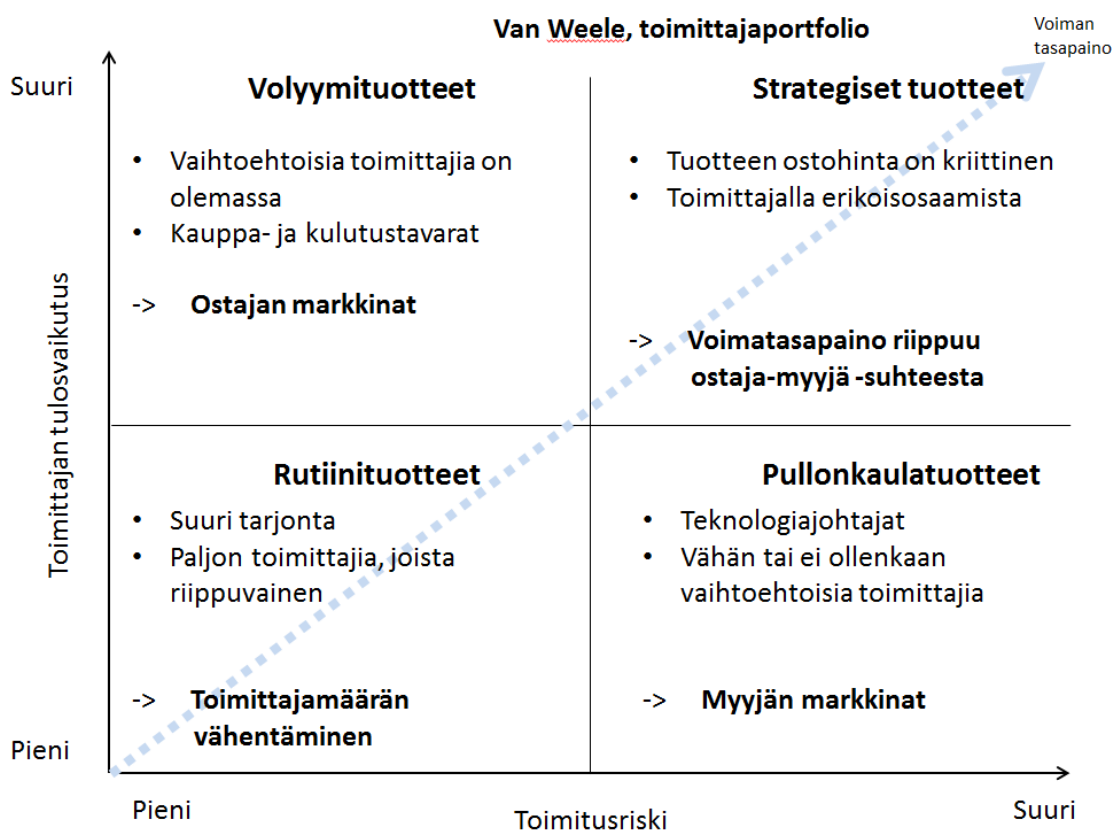 Van Weele, toimittajaportfolio
Voiman
tasapaino
Suuri
Volyymituotteet
• Vaihtoehtoisia toimittajia on
olemassa
• Kauppa- ja kulutustavarat
-> Ostajan markkinat
Strategiset tuotteet
• Tuotteen ostohinta on kriittinen
• Toimittajalla erikoisosaamista
-> Voimatasapaino riippuu
ostaja-myyjä -suhteesta
Toimittajan tulosvaikutus
Rutiinituotteet
• Suuri tarjonta
• Paljon toimittajia, joista
riippuvainen
-> Toimittajamäärän
vähentäminen
Pullonkaulatuotteet
• Teknologiajohtajat
• Vähän tai ei ollenkaan
vaihtoehtoisia toimittajia
-> Myyjän markkinat
Pieni
Pieni
Toimitusriski
Suuri